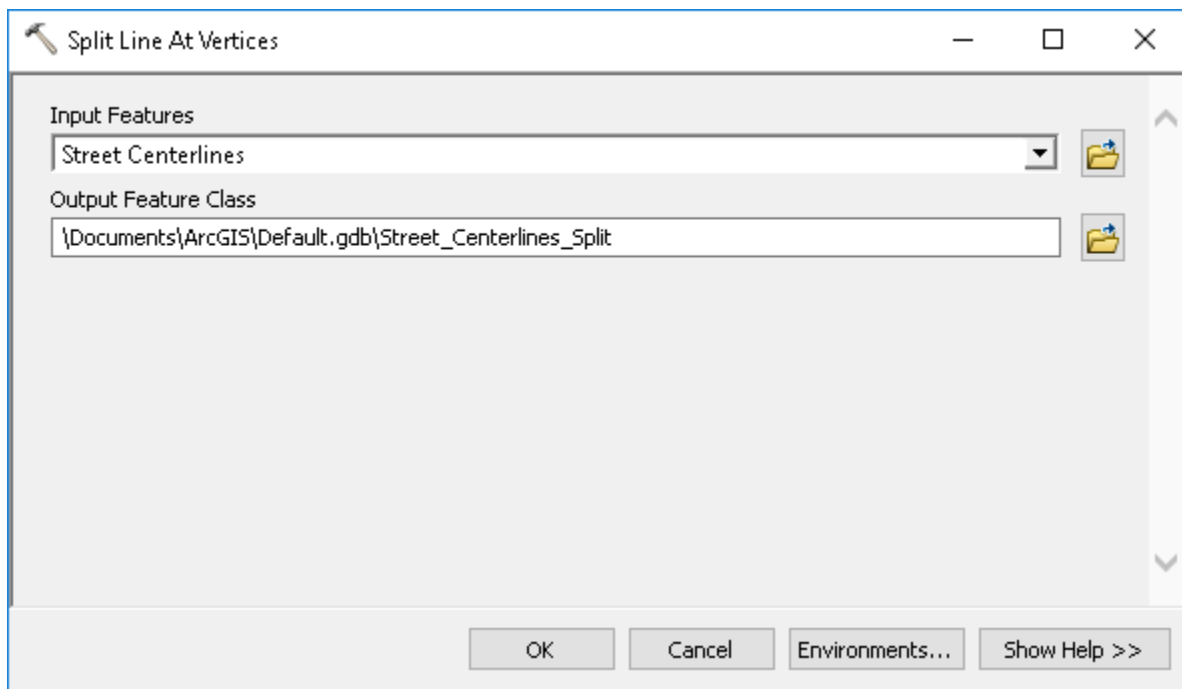 Split Line At Vertices
Input Features
Street Centerlines
Output Feature Class
\Documents\ArcGIS\Default.gdb\Street_Centerlines_Split
OK Cancel Environments... Show Help >>